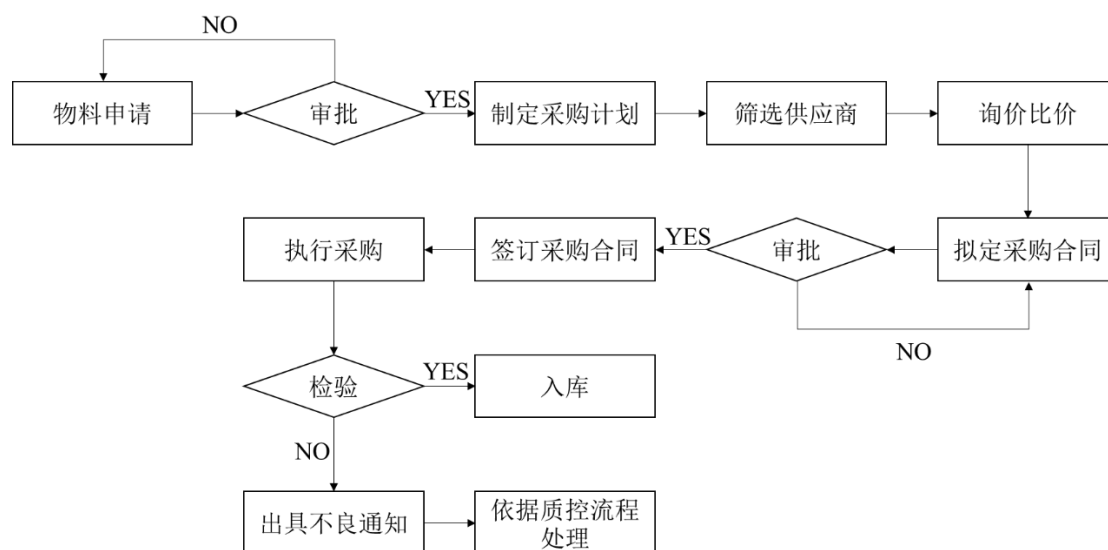 NO
物料申请
审批
YES
制定采购计划
筛选供应商
询价比价
执行采购
签订采购合同
YES
审批
拟定采购合同
NO
检验
YES
入库
NO
出具不良通知
依据质控流程
处理